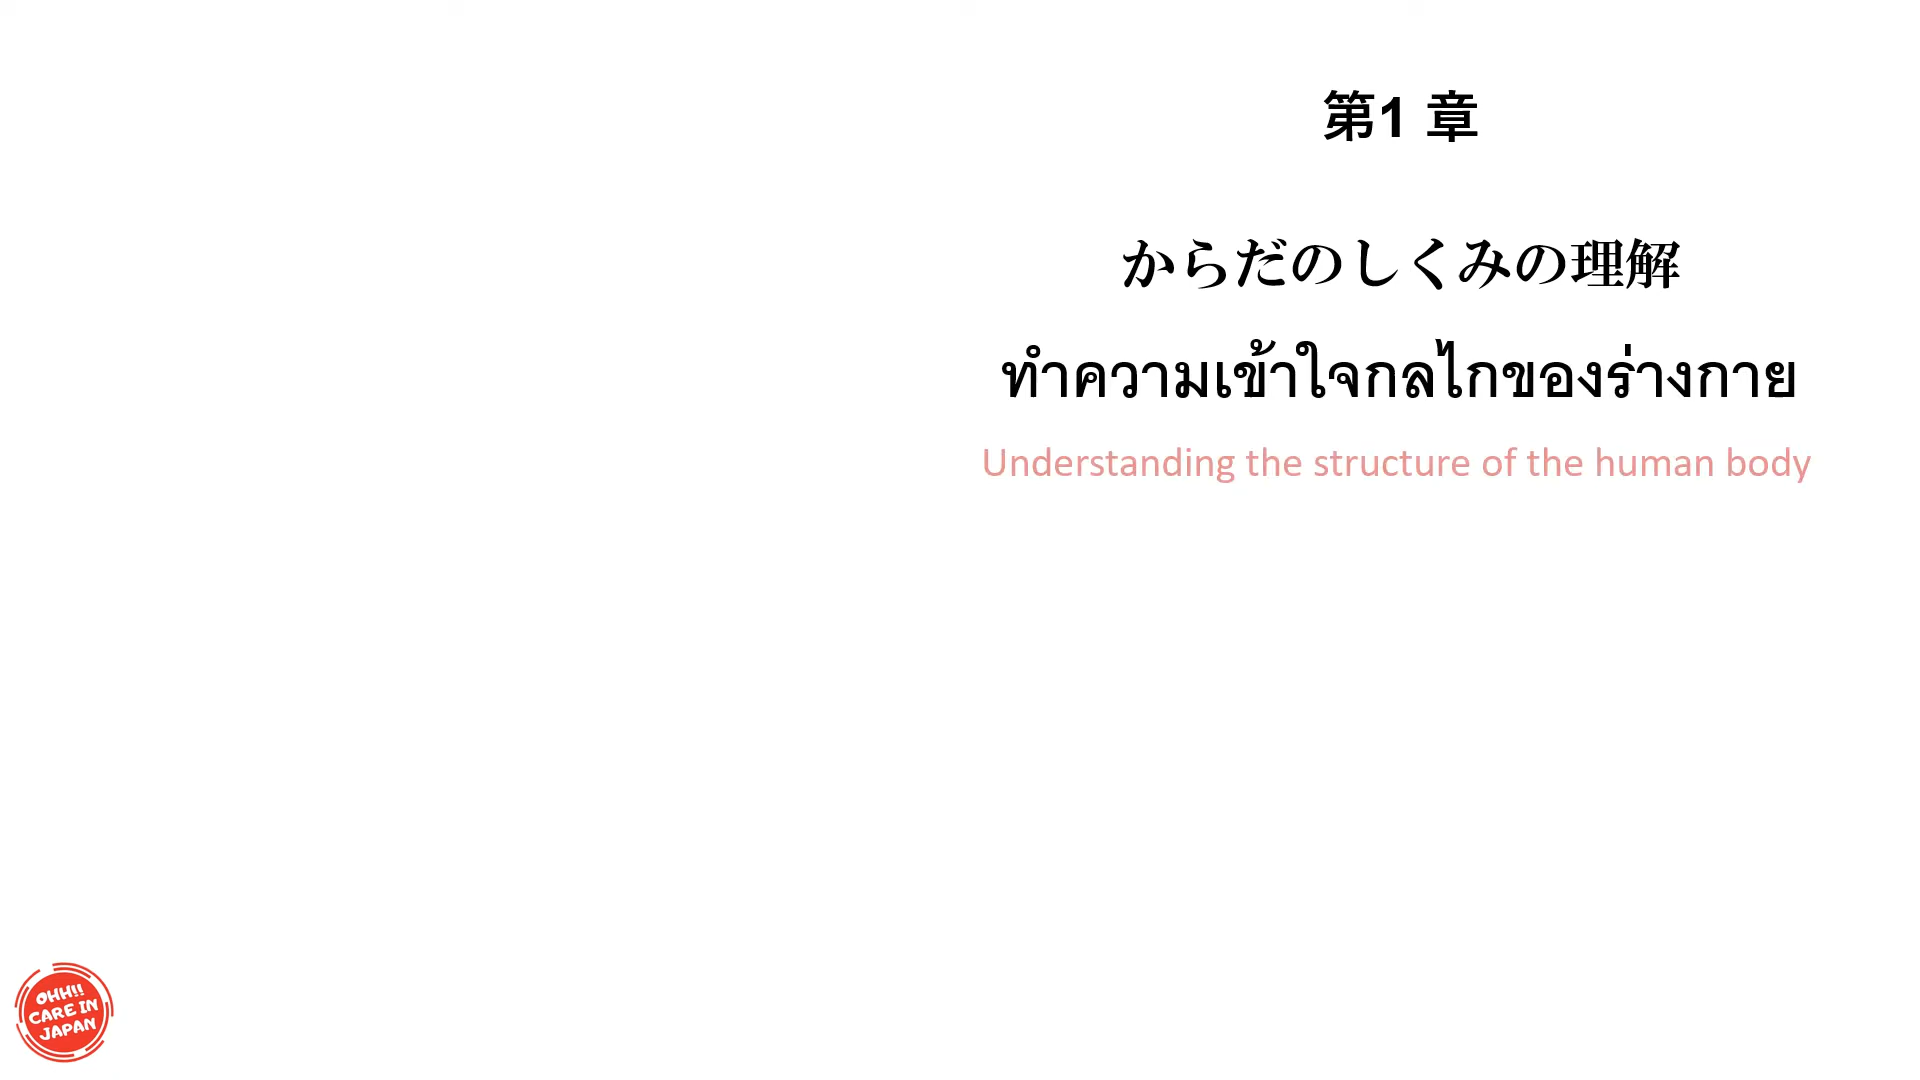 第1 章
からだのしくみの理解
ทำความเข้าใจกลไกของร่างกาย
Understanding the structure of the human body
OHH!!
CARE IN
JAPAN